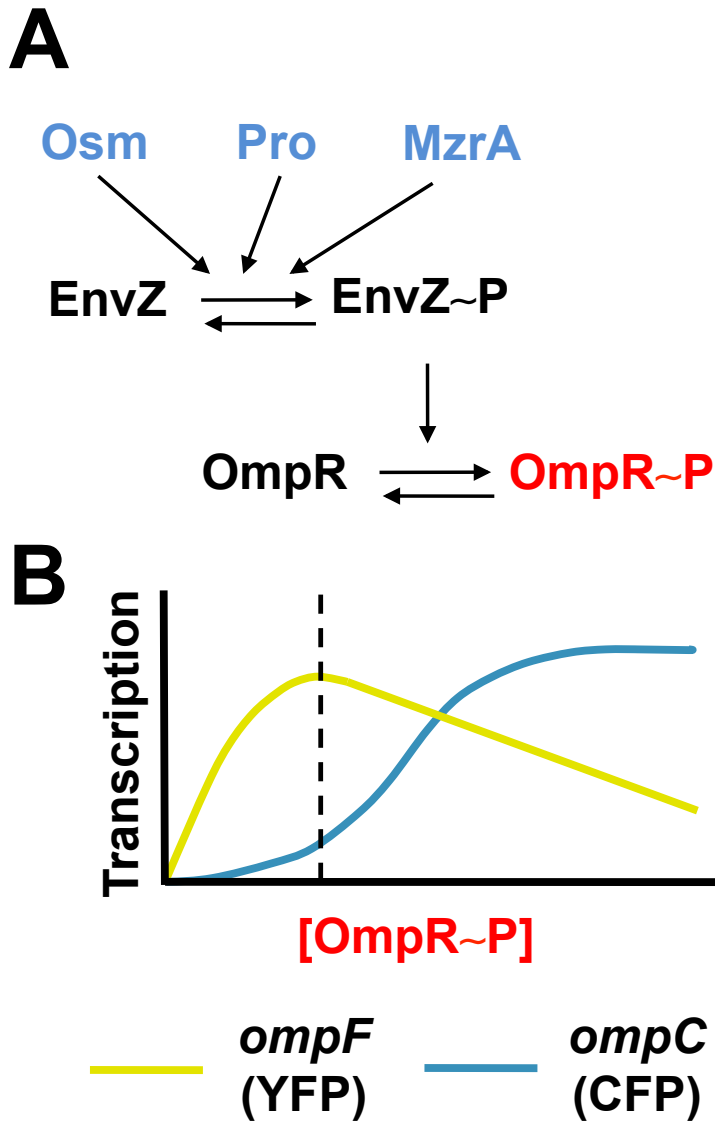 A
Osm Pro MzrA
EnvZ EnvZ~P
OmpR OmpR~P
B
Transcription
[OmpR~P]
ompF ompC
(YFP) (CFP)